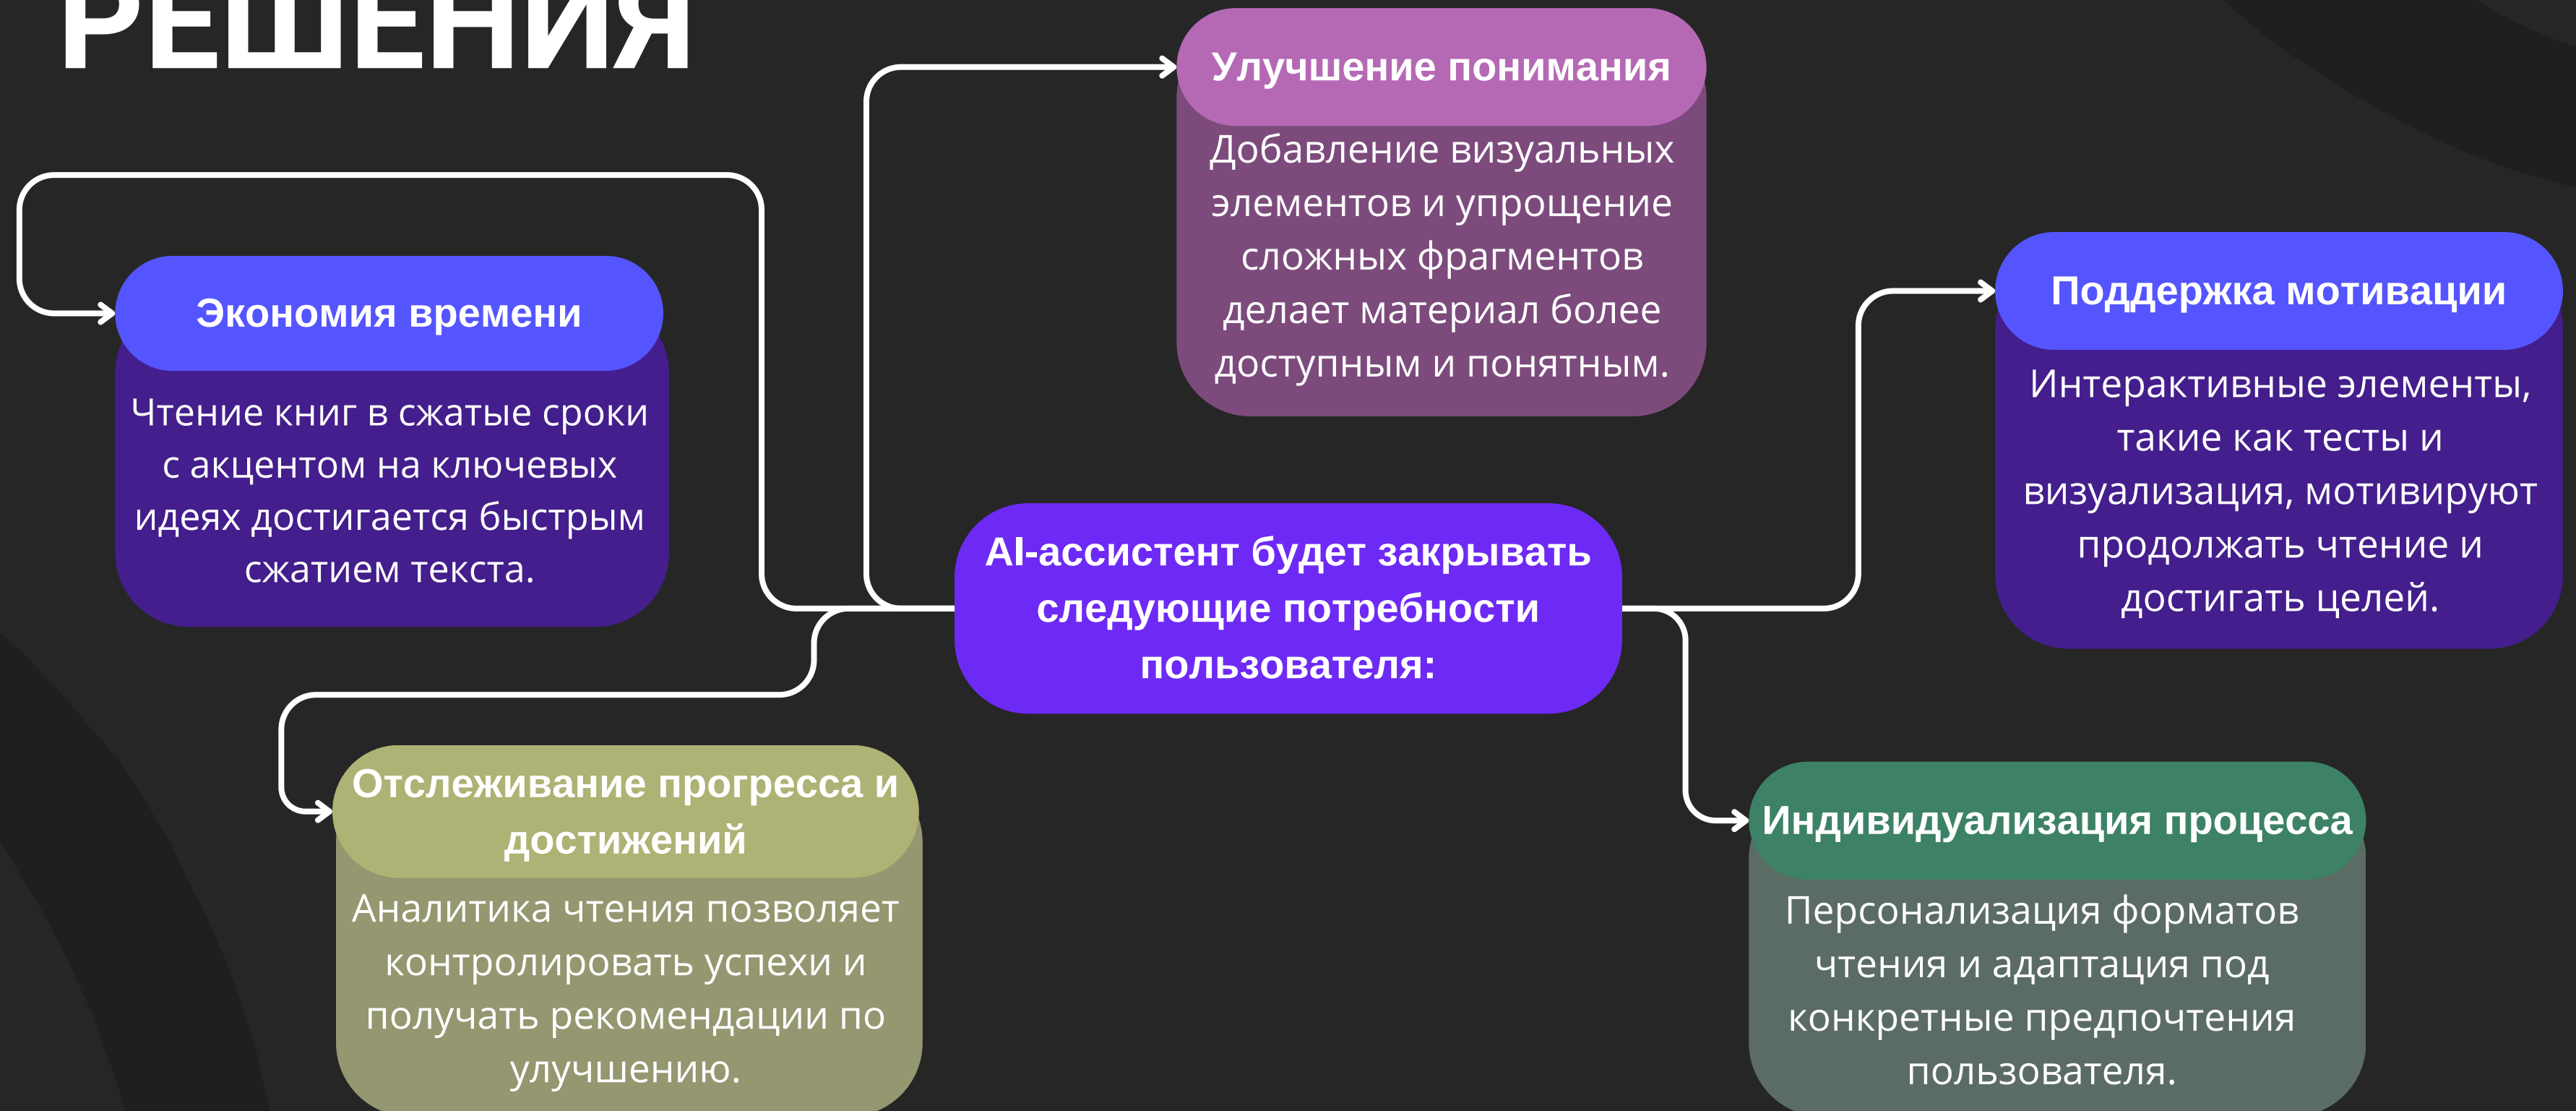 РЕШЕНИЯ
Улучшение понимания
Добавление визуальных
элементов и упрощение
сложных фрагментов
делает материал более
доступным и понятным.
Экономия времени
Чтение книг в сжатые сроки
с акцентом на ключевых
идеях достигается быстрым
сжатием текста.
Поддержка мотивации
Интерактивные элементы,
такие как тесты и
визуализация, мотивируют
продолжать чтение и
достигать целей.
AI-ассистент будет закрывать
следующие потребности
пользователя:
Отслеживание прогресса и
достижений
Аналитика чтения позволяет
контролировать успехи и
получать рекомендации по
улучшению.
Индивидуализация процесса
Персонализация форматов
чтения и адаптация под
конкретные предпочтения
пользователя.